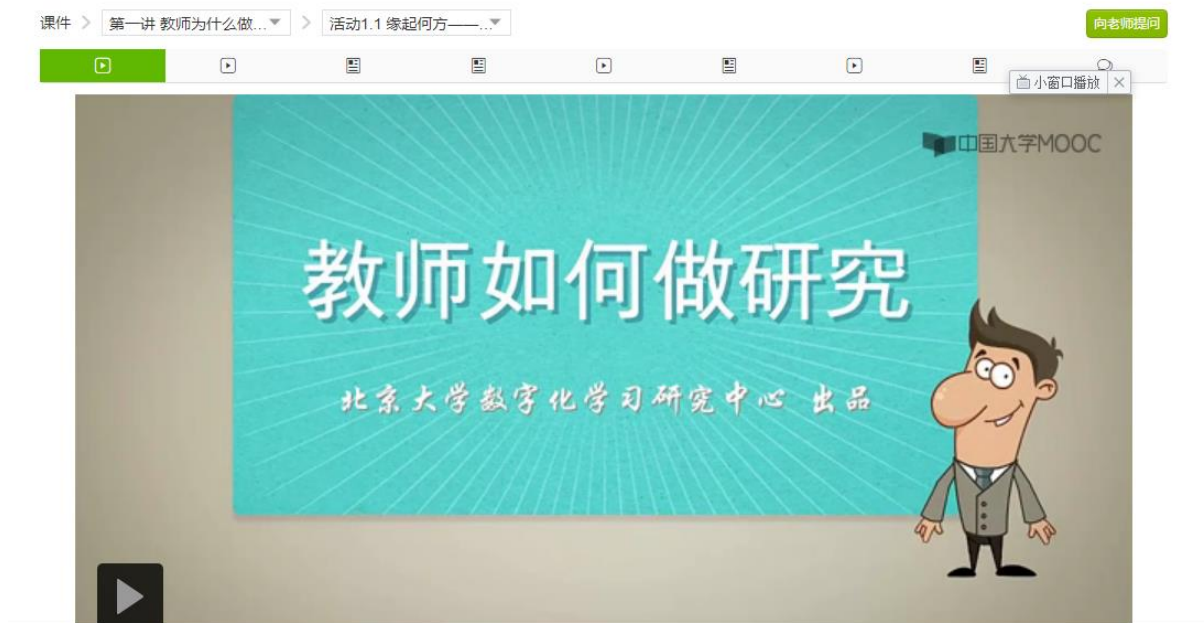 课件 > 第一讲 教师为什么做... > 活动1.1 缘起何方——...
向老师提问
小窗口播放
中国大学MOOC
教师如何做研究
北京大学数字化学习研究中心 出品